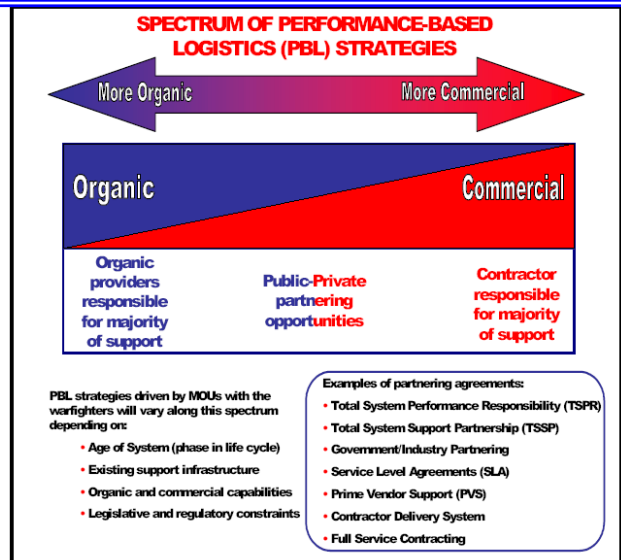 SPECTRUM OF PERFORMANCE-BASED
LOGISTICS (PBL) STRATEGIES
More Organic
More Commercial
Organic
Commercial
Organic
providers
responsible
for majority
of support
Public-Private
partnering
opportunities
Contractor
responsible
for majority
of support
PBL strategies driven by MOUs with the
warfighters will vary along this spectrum
depending on:
• Age of System (phase in life cycle)
• Existing support infrastructure
• Organic and commercial capabilities
• Legislative and regulatory constraints
Examples of partnering agreements:
• Total System Performance Responsibility (TSPR)
• Total System Support Partnership (TSSP)
• Government/Industry Partnering
• Service Level Agreements (SLA)
• Prime Vendor Support (PVS)
• Contractor Delivery System
• Full Service Contracting